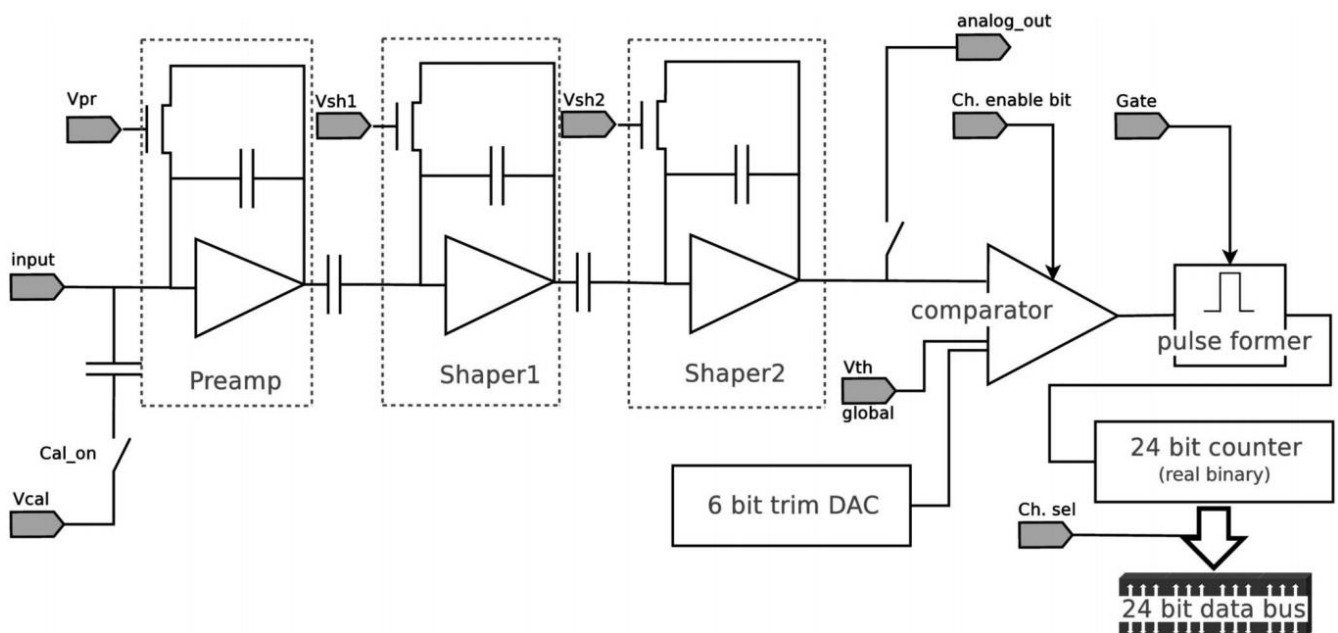 analog_out
Vpr
Vsh1
Vsh2
Ch. enable bit
Gate
input
comparator
pulse former
Preamp
Shaper1
Shaper2
Vth
global
Cal_on
Vcal
6 bit trim DAC
24 bit counter
(real binary)
Ch. sel
24 bit data bus